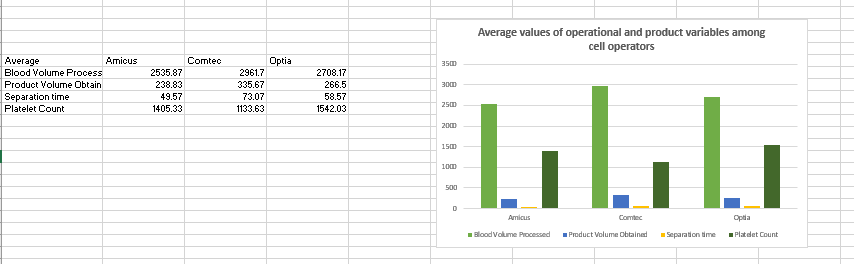 Average Amicus Comtec Optia
Blood Volume Process 2535.87 2961.7 2708.17
Product Volume Obtain 238.83 335.67 266.5
Separation time 49.57 73.07 58.57
Platelet Count 1405.33 1133.63 1542.03
Average values of operational and product variables among
cell operators
3500
3000
2500
2000
1500
1000
500
0
Amicus Comtec Optia
Blood Volume Processed Product Volume Obtained Separation time Platelet Count